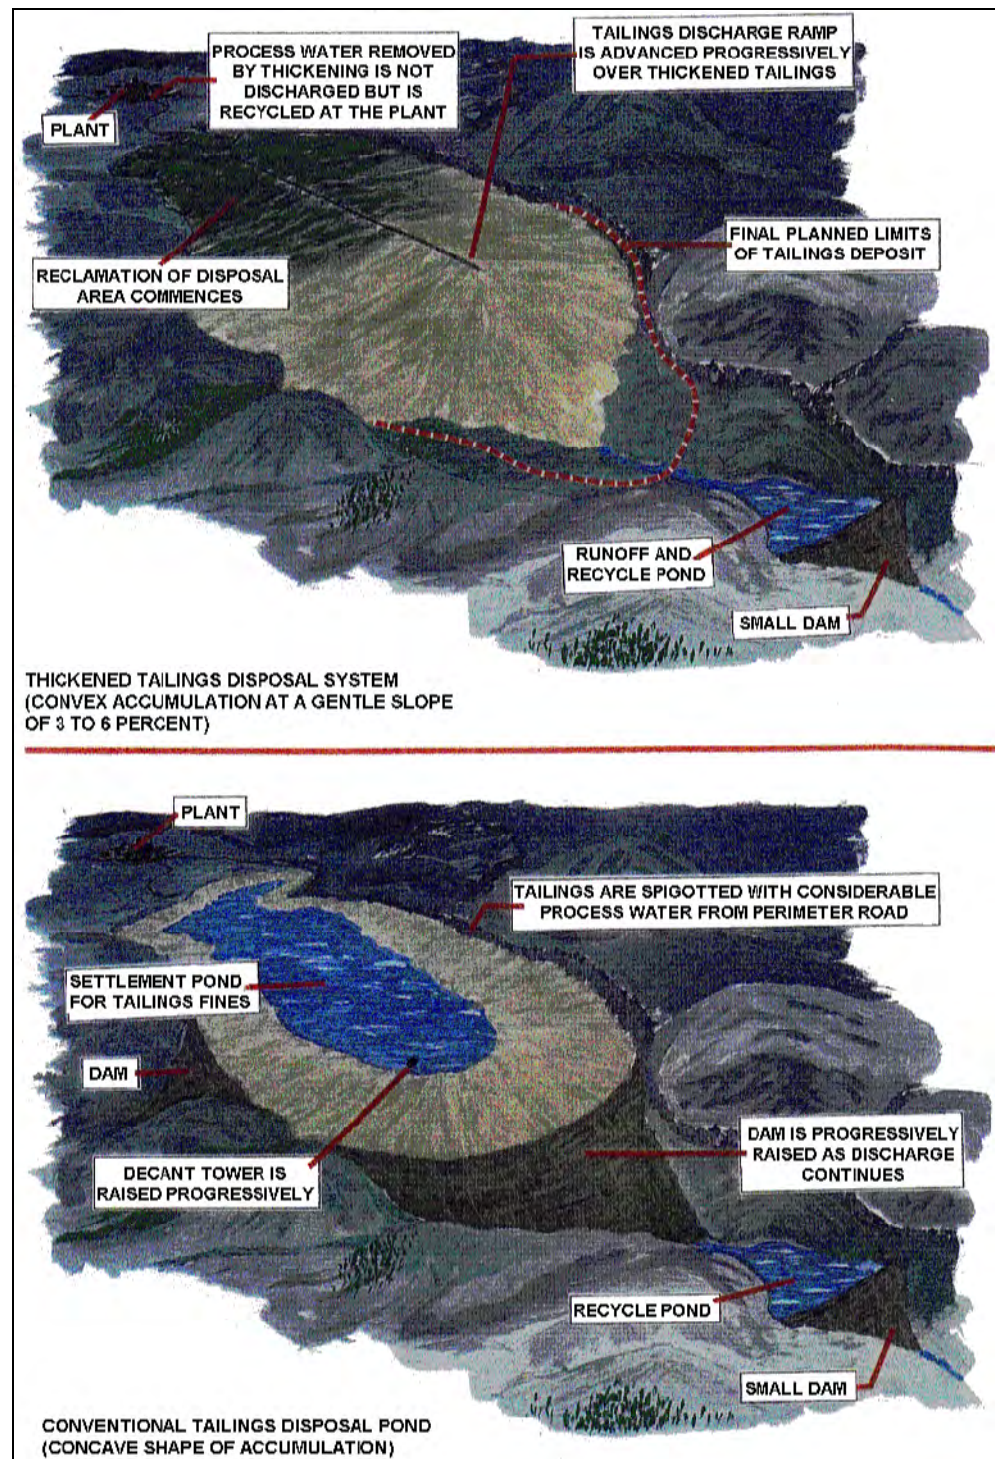 TAILINGS DISCHARGE RAMP
IS ADVANCED PROGRESSIVELY
OVER THICKENED TAILINGS
PROCESS WATER REMOVED
BY THICKENING IS NOT
DISCHARGED BUT IS
RECYCLED AT THE PLANT
PLANT
FINAL PLANNED LIMITS
OF TAILINGS DEPOSIT
RECLAMATION OF DISPOSAL
AREA COMMENCES
RUNOFF AND
RECYCLE POND
SMALL DAM
THICKENED TAILINGS DISPOSAL SYSTEM
(CONVEX ACCUMULATION AT A GENTLE SLOPE
OF 3 TO 6 PERCENT)
PLANT
TAILINGS ARE SPIGOTTED WITH CONSIDERABLE
PROCESS WATER FROM PERIMETER ROAD
SETTLEMENT POND
FOR TAILINGS FINES
DAM
DAM IS PROGRESSIVELY
RAISED AS DISCHARGE
CONTINUES
DECANT TOWER IS
RAISED PROGRESSIVELY
RECYCLE POND
SMALL DAM
CONVENTIONAL TAILINGS DISPOSAL POND
(CONCAVE SHAPE OF ACCUMULATION)